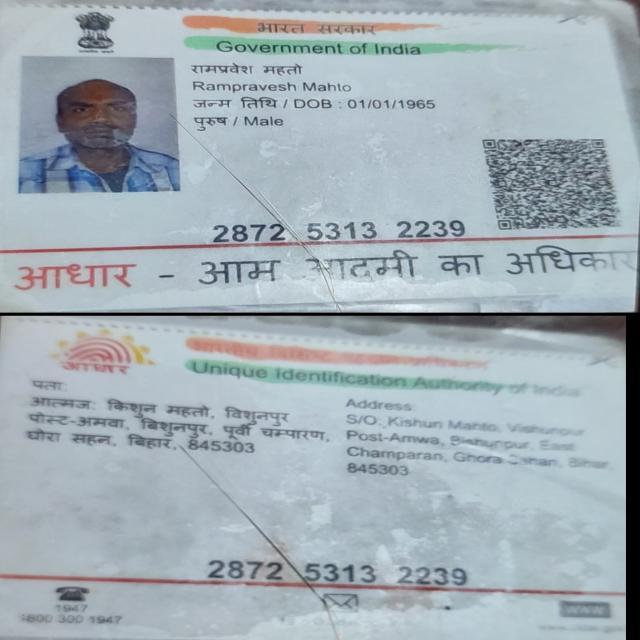 भारत सरकार
Government of India
रामप्रवेश महतो
Rampravesh Mahto
जन्म तिथि / DOB : 01/01/1965
पुरुष / Male
2872 5313 2239
आधार - आम आदमी का अधिकार
आधार
Unique Identification Authority of India
पता:
आत्मज: किशुन महतो, विशुनपुर
पोस्ट-अमवा, बिशुनपुर, पूर्वी चम्पारण,
घोरा सहन, बिहार, 845303
Address:
S/O: Kishun Mahto, Vishunpur
Post-Amwa, Bishunpur, East
Champaran, Ghora Sahan, Bihar
845303
2872 5313 2239
1947
1800 300 1947
www